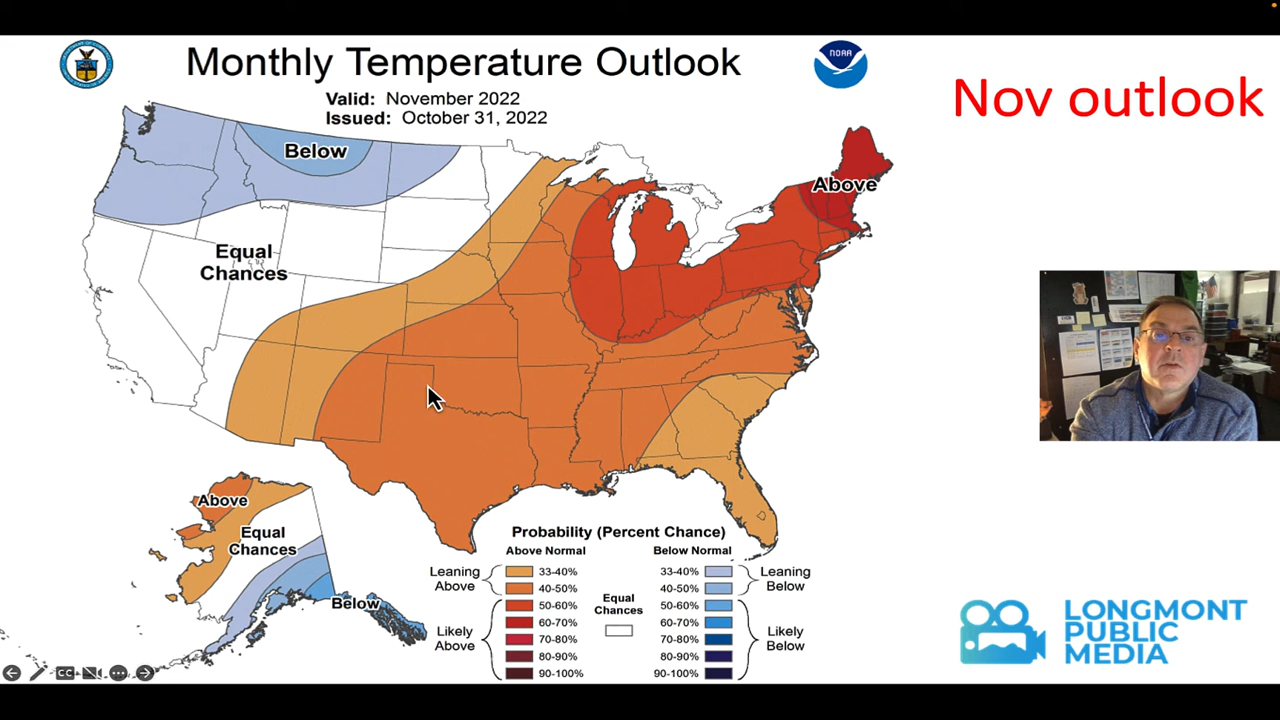 Monthly Temperature Outlook
Valid: November 2022
Issued: October 31, 2022
NOAA
Nov outlook
Below
Above
Equal
Chances
Above
Equal
Chances
Below
Probability (Percent Chance)
Above Normal
Below Normal
Leaning
Above
33-40%
40-50%
Likely
Above
50-60%
60-70%
70-80%
80-90%
90-100%
Equal
Chances
33-40%
40-50%
Leaning
Below
50-60%
60-70%
70-80%
80-90%
90-100%
Likely
Below
CC
LONGMONT
PUBLIC
MEDIA